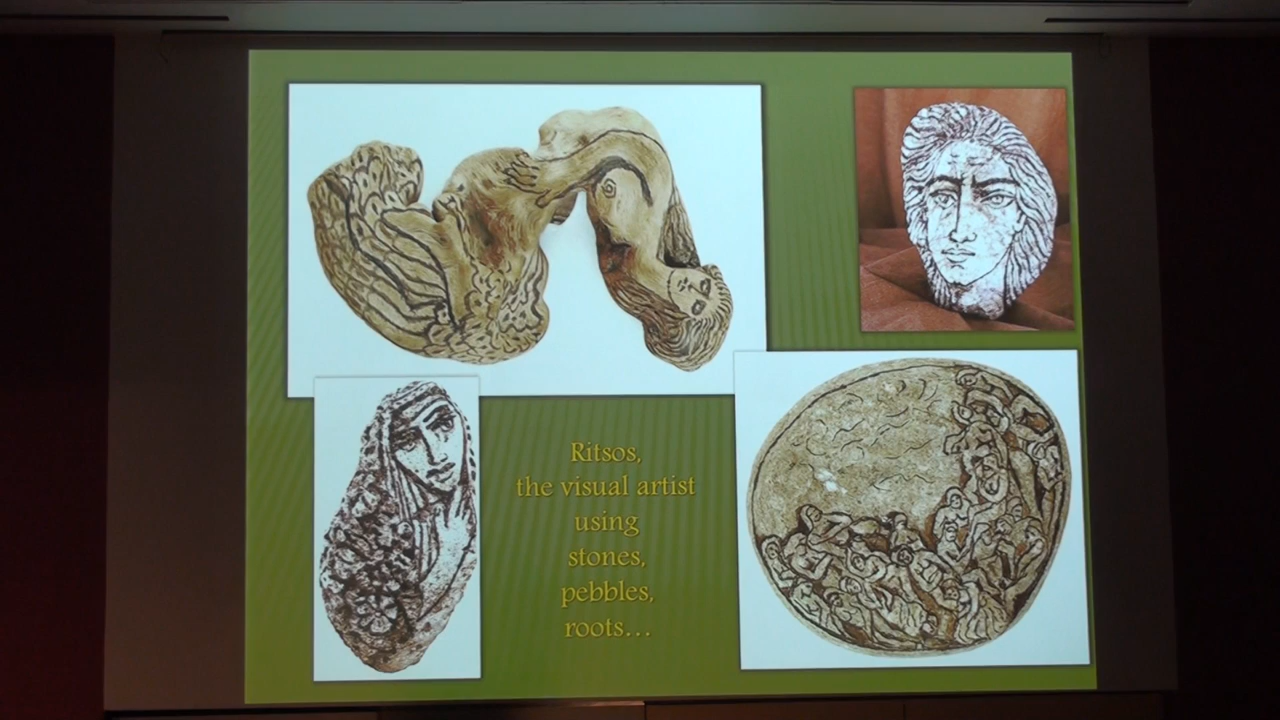 Ritsos,
the visual artist
using
stones,
pebbles,
roots...